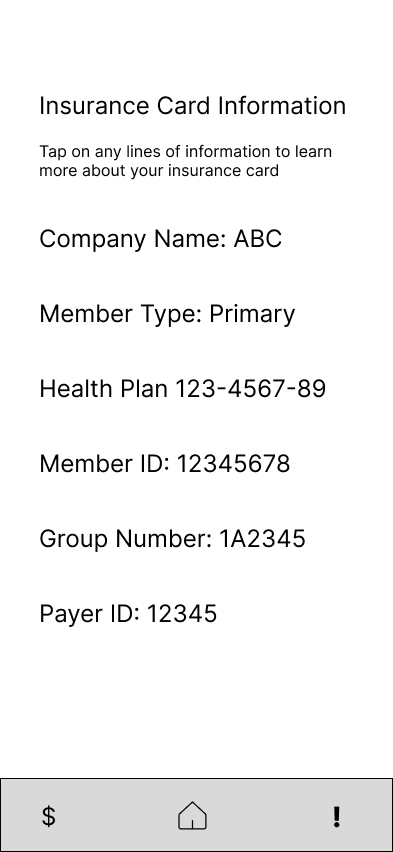 Insurance Card Information
Tap on any lines of information to learn
more about your insurance card
Company Name: ABC
Member Type: Primary
Health Plan 123-4567-89
Member ID: 12345678
Group Number: 1A2345
Payer ID: 12345
$ !